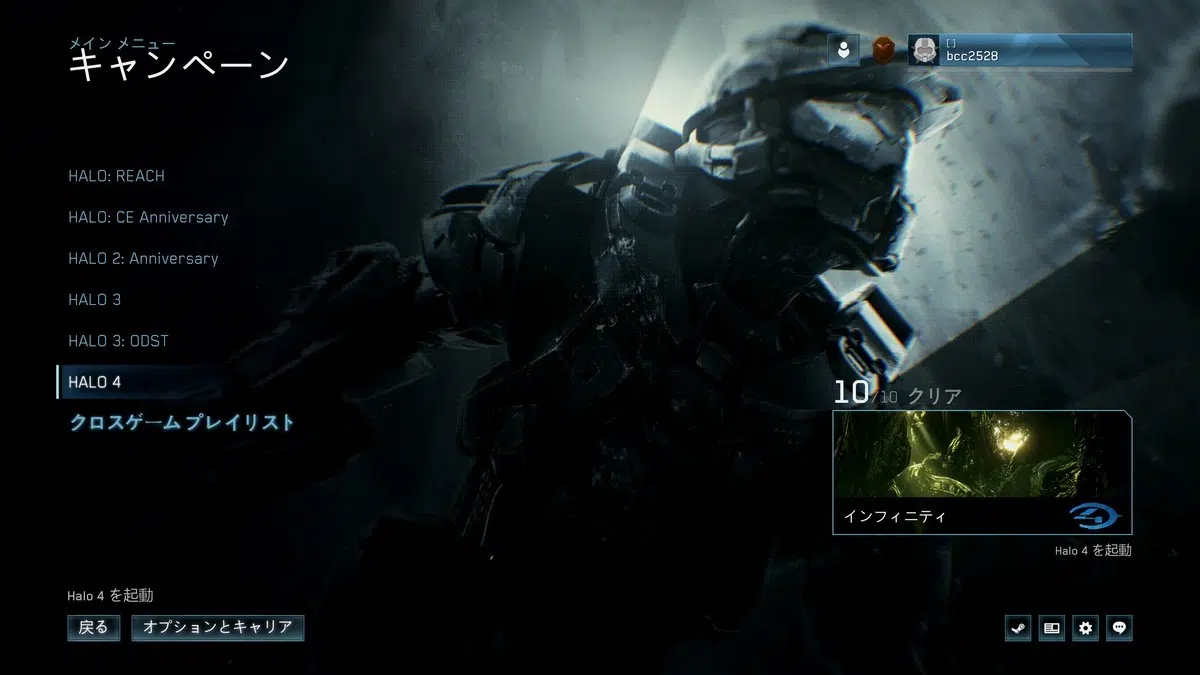 メイン メニュー
キャンペーン
[ ]
bcc2528
HALO: REACH
HALO: CE Anniversary
HALO 2: Anniversary
HALO 3
HALO 3: ODST
HALO 4
クロスゲーム プレイリスト
10/10 クリア
インフィニティ
Halo 4 を起動
Halo 4 を起動
戻る
オプションとキャリア